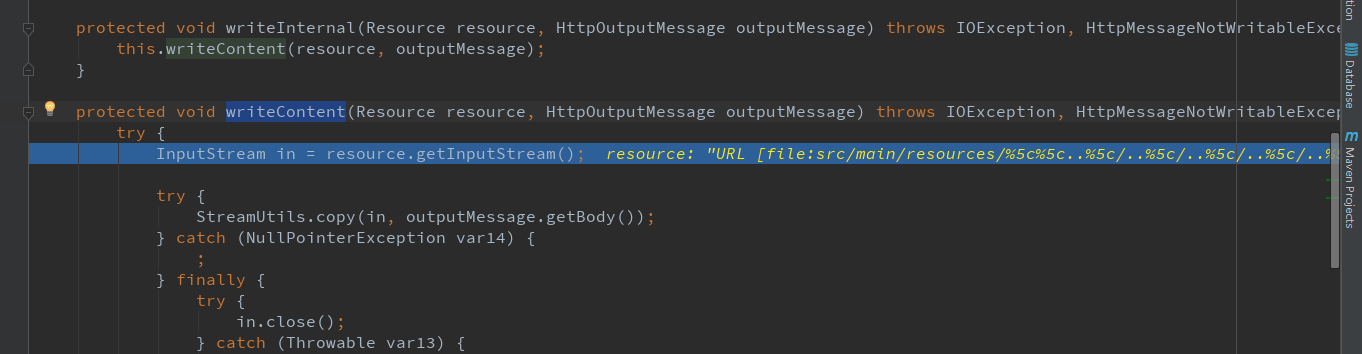 protected void writeInternal(Resource resource, HttpOutputMessage outputMessage) throws IOException, HttpMessageNotWritableExce
this.writeContent(resource, outputMessage);
}
protected void writeContent(Resource resource, HttpOutputMessage outputMessage) throws IOException, HttpMessageNotWritableExcep
try {
InputStream in = resource.getInputStream(); resource: "URL [file:src/main/resources/%5c%5c..%5c/..%5c/..%5c/..%5c/..%5c/..%
try {
StreamUtils.copy(in, outputMessage.getBody());
} catch (NullPointerException var14) {
;
} finally {
try {
in.close();
} catch (Throwable var13) {
tion
Database
m Maven Projects